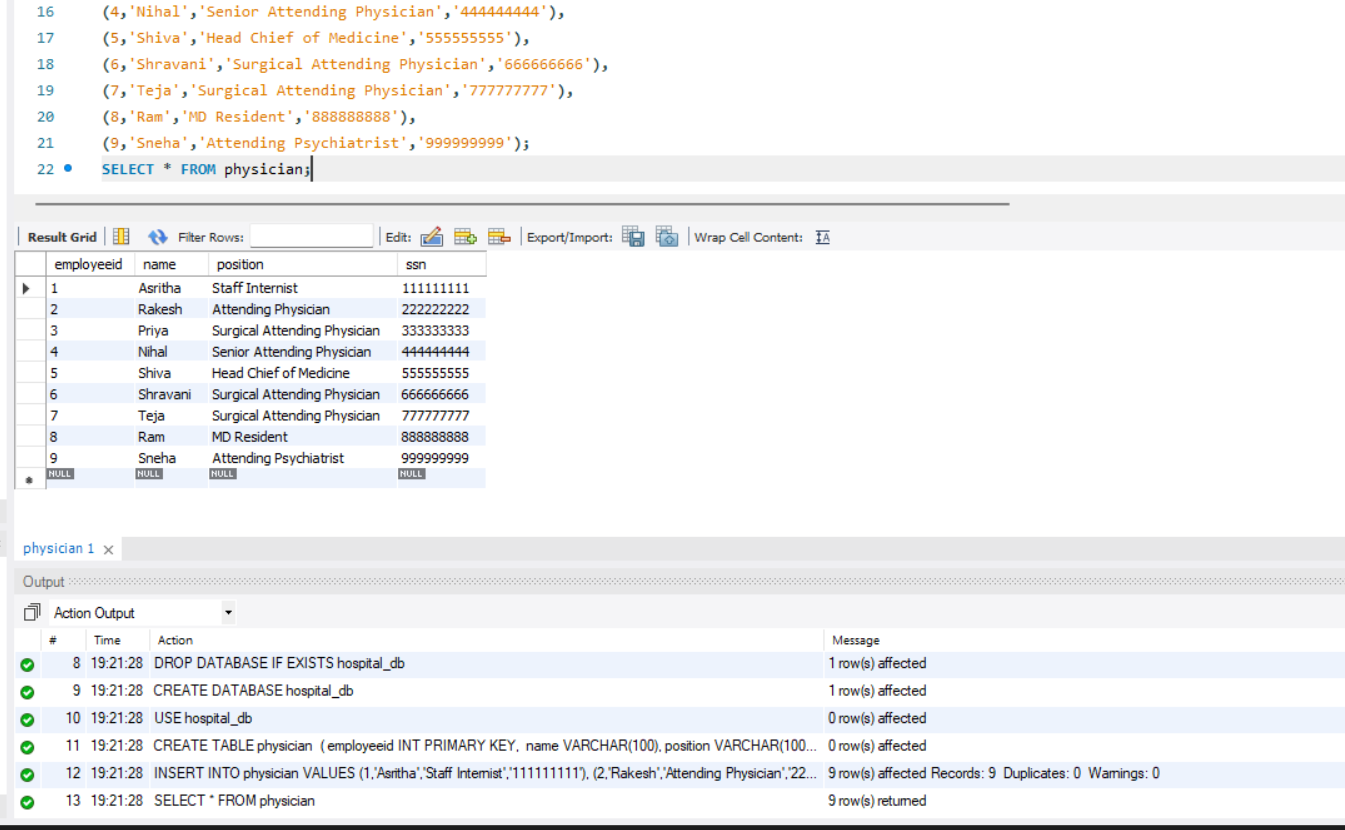 16 (4,'Nihal','Senior Attending Physician','444444444'),
17 (5,'Shiva','Head Chief of Medicine','555555555'),
18 (6,'Shravani','Surgical Attending Physician','666666666'),
19 (7,'Teja','Surgical Attending Physician','777777777'),
20 (8,'Ram','MD Resident','888888888'),
21 (9,'Sneha','Attending Psychiatrist','999999999');
22 SELECT * FROM physician;
Result Grid Filter Rows: Edit: Export/Import: Wrap Cell Content: IA
employeeid name position ssn
1 Asritha Staff Internist 111111111
2 Rakesh Attending Physician 222222222
3 Priya Surgical Attending Physician 333333333
4 Nihal Senior Attending Physician 444444444
5 Shiva Head Chief of Medicine 555555555
6 Shravani Surgical Attending Physician 666666666
7 Teja Surgical Attending Physician 777777777
8 Ram MD Resident 888888888
9 Sneha Attending Psychiatrist 999999999
NULL NULL NULL NULL
physician 1
Output
Action Output
# Time Action Message
8 19:21:28 DROP DATABASE IF EXISTS hospital_db 1 row(s) affected
9 19:21:28 CREATE DATABASE hospital_db 1 row(s) affected
10 19:21:28 USE hospital_db 0 row(s) affected
11 19:21:28 CREATE TABLE physician ( employeeid INT PRIMARY KEY, name VARCHAR(100), position VARCHAR(100... 0 row(s) affected
12 19:21:28 INSERT INTO physician VALUES (1,'Asritha','Staff Internist','111111111'), (2,'Rakesh','Attending Physician','22... 9 row(s) affected Records: 9 Duplicates: 0 Warnings: 0
13 19:21:28 SELECT * FROM physician 9 row(s) returned